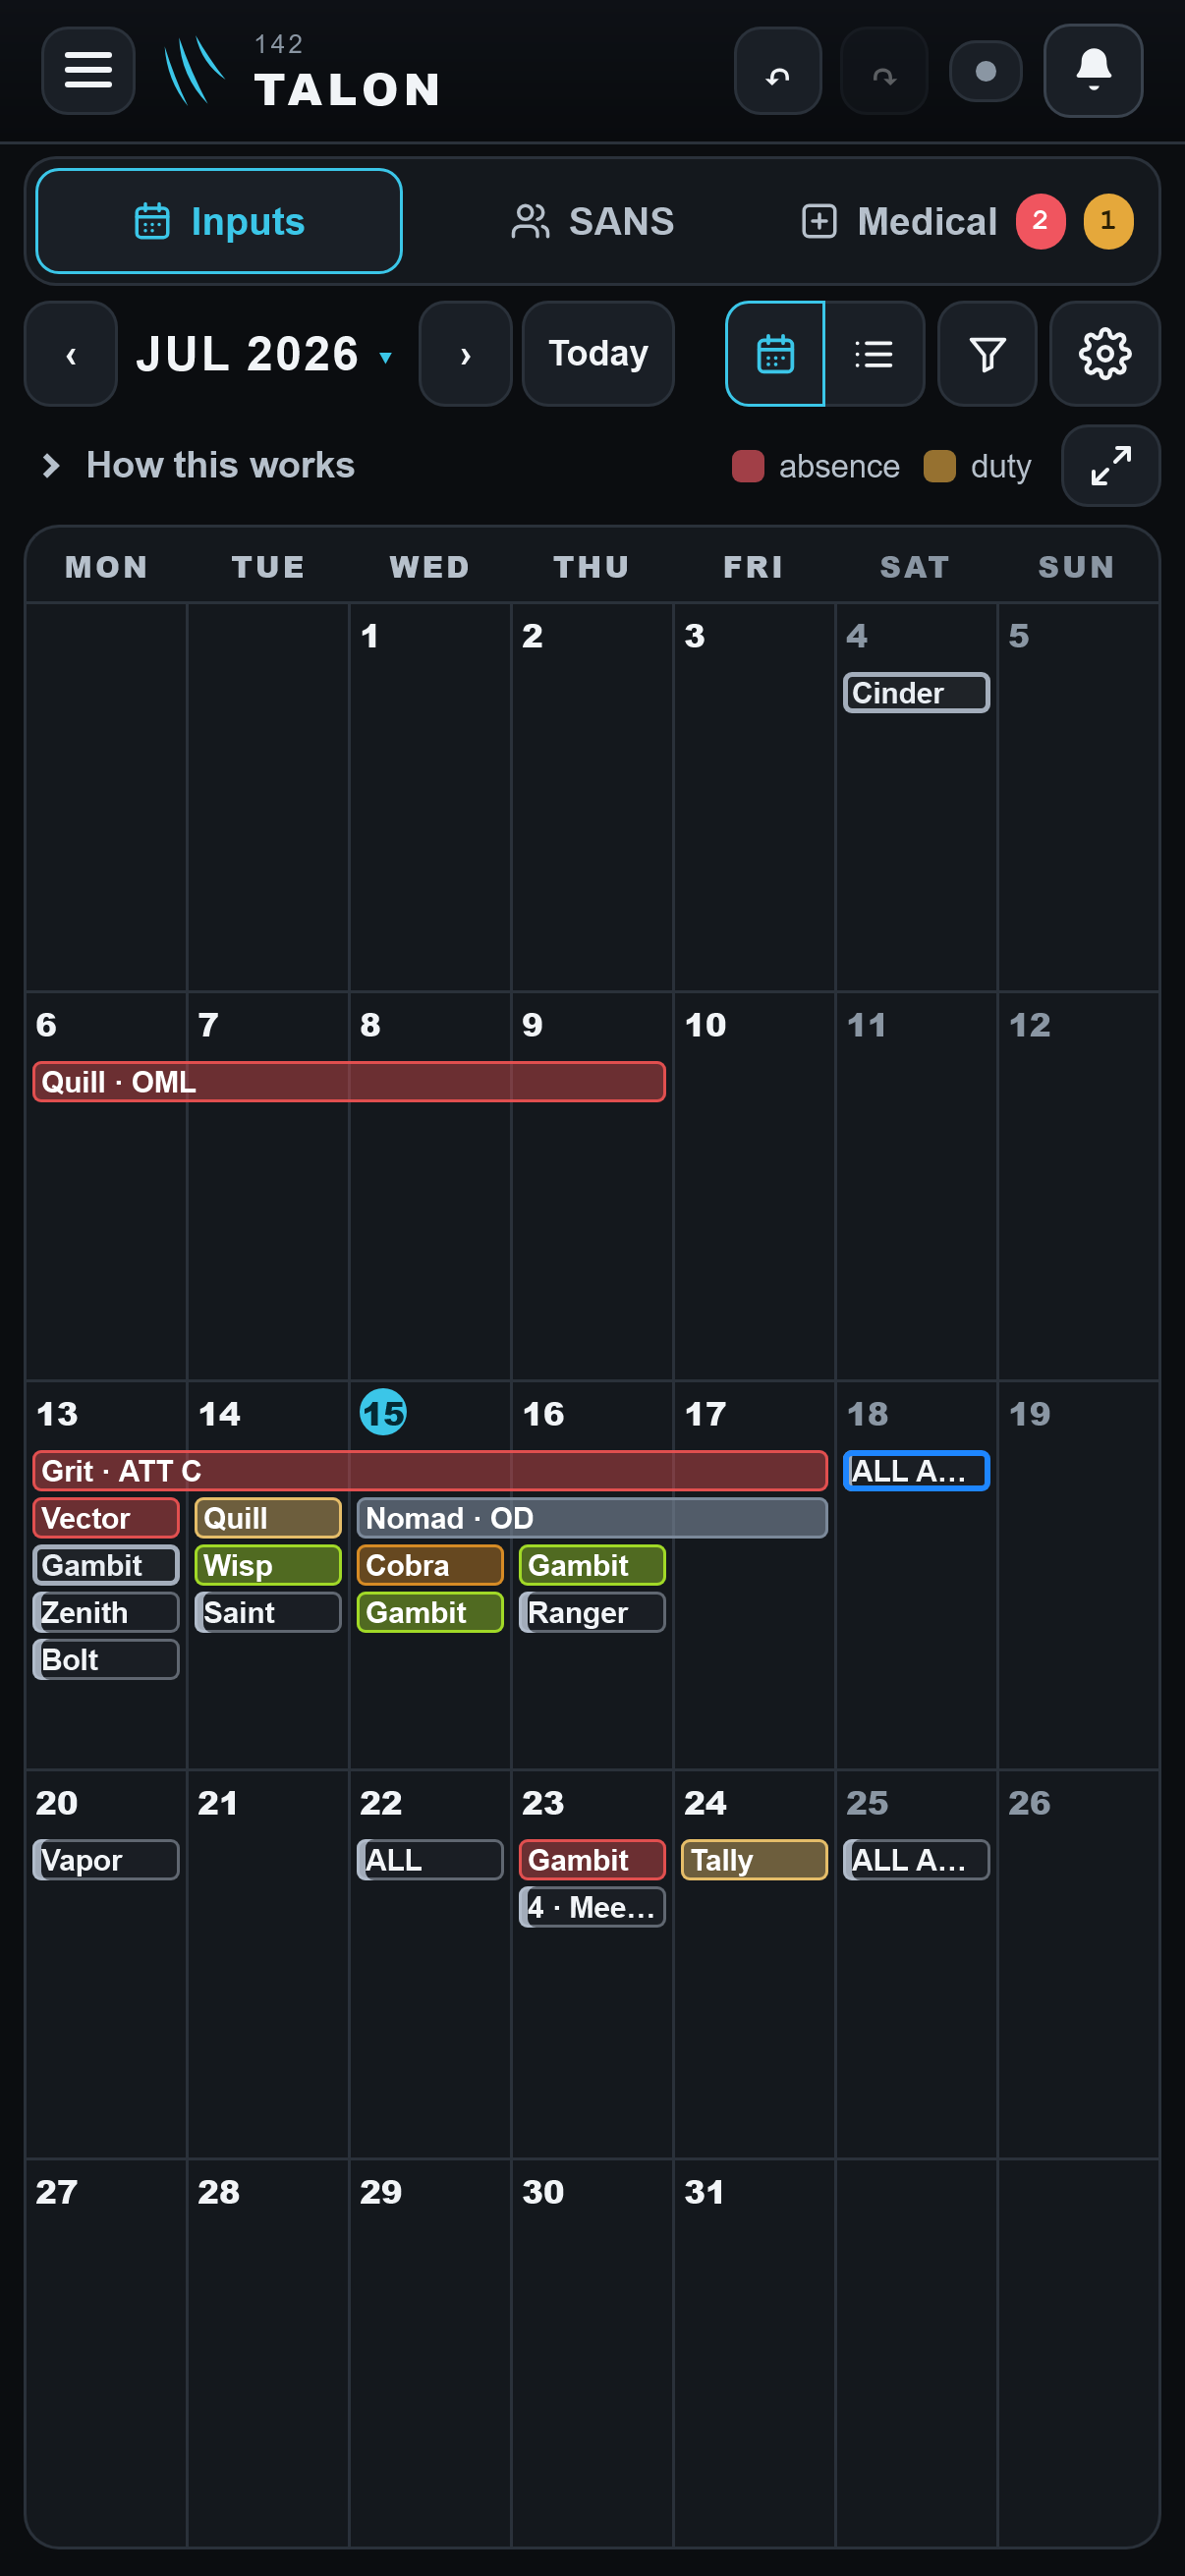 142
TALON
Inputs
SANS
Medical 2 1
‹ JUL 2026 ▾ › Today
How this works
absence duty
MON TUE WED THU FRI SAT SUN
1 2 3 4 5
Cinder
6 7 8 9 10 11 12
Quill · OML
13 14 15 16 17 18 19
Grit · ATT C ALL A...
Vector Quill Nomad · OD
Gambit Wisp Cobra Gambit
Zenith Saint Gambit Ranger
Bolt
20 21 22 23 24 25 26
Vapor ALL Gambit Tally ALL A...
4 · Mee...
27 28 29 30 31